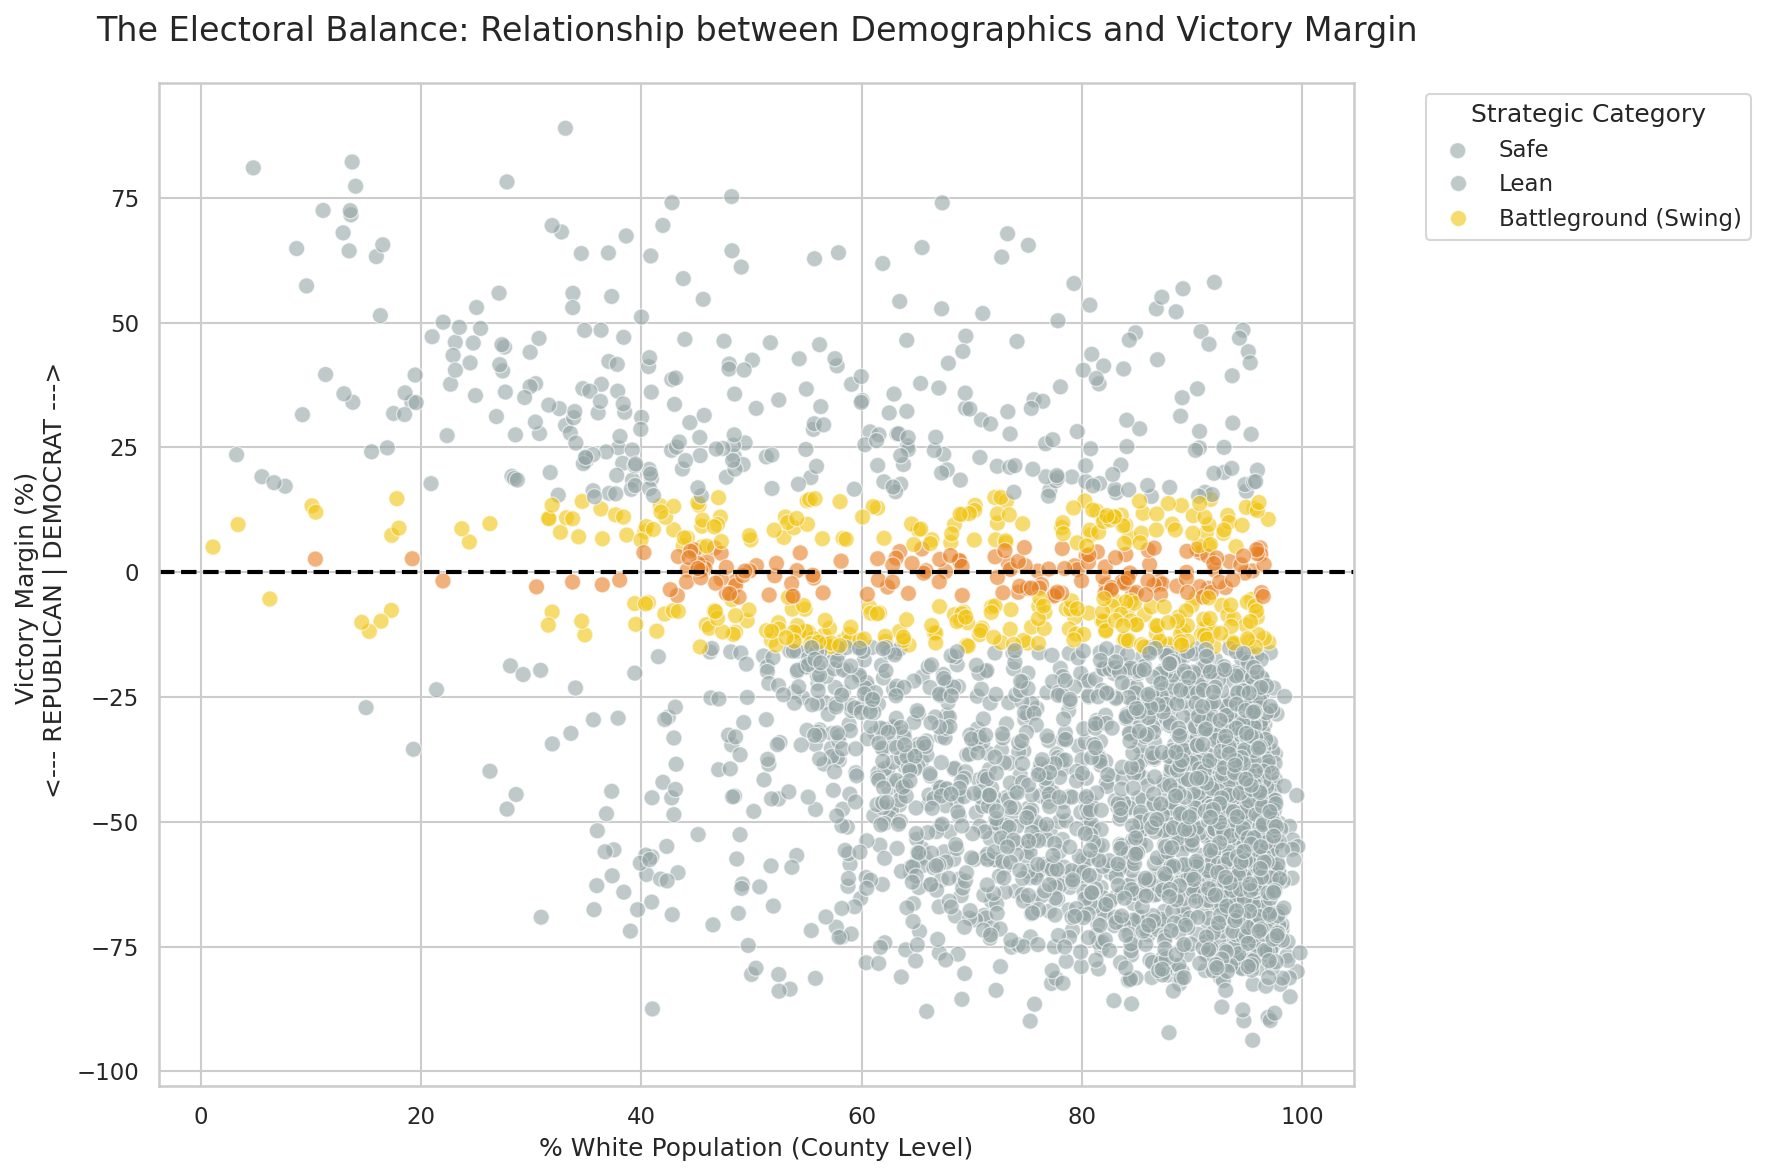 The Electoral Balance: Relationship between Demographics and Victory Margin
Strategic Category
Safe
Lean
Battleground (Swing)
Victory Margin (%)
<--- REPUBLICAN | DEMOCRAT --->
75
50
25
0
−25
−50
−75
−100
0 20 40 60 80 100
% White Population (County Level)